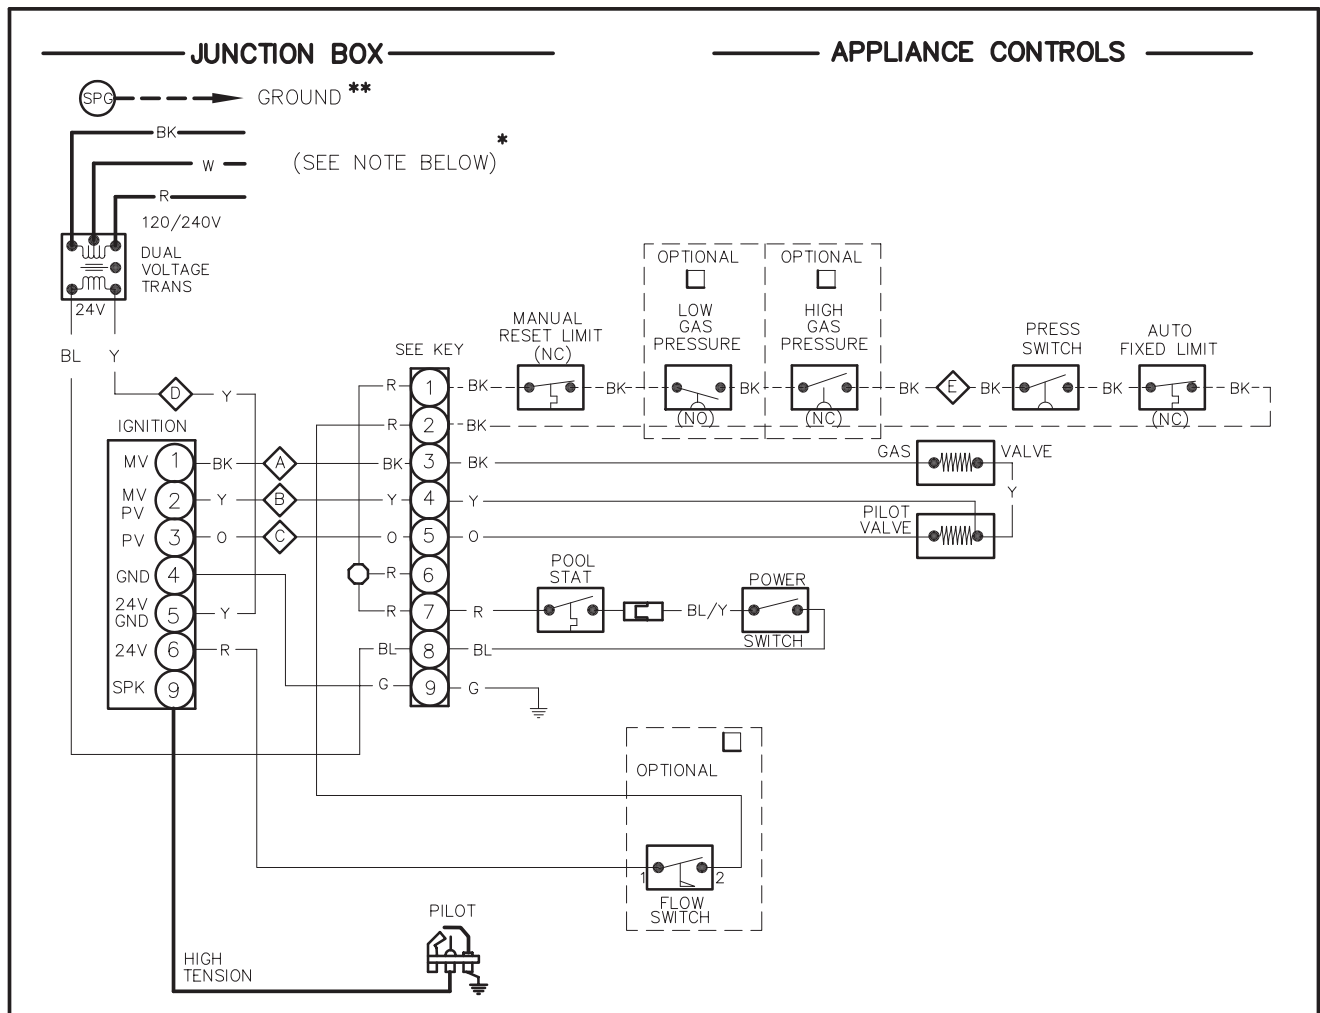 JUNCTION BOX
APPLIANCE CONTROLS
SPG
GROUND **
BK
W
(SEE NOTE BELOW)*
R
120/240V
DUAL
VOLTAGE
TRANS
24V
BL Y
D Y
OPTIONAL
LOW
GAS
PRESSURE
(NO)
OPTIONAL
HIGH
GAS
PRESSURE
(NC)
MANUAL
RESET LIMIT
(NC)
PRESS
SWITCH
AUTO
FIXED LIMIT
(NC)
SEE KEY
R 1 BK BK BK BK E BK BK BK
R 2 BK
IGNITION
MV 1 BK A BK 3 BK
GAS VALVE
Y
MV
PV
2 Y B Y 4 Y
PILOT
VALVE
PV 3 O C O 5 O
GND 4
R 6
24V
GND
5 Y
R 7 R
POOL
STAT
BL/Y
POWER
SWITCH
24V 6 R
BL 8 BL
SPK 9
G 9 G
OPTIONAL
1 2
FLOW
SWITCH
PILOT
HIGH
TENSION